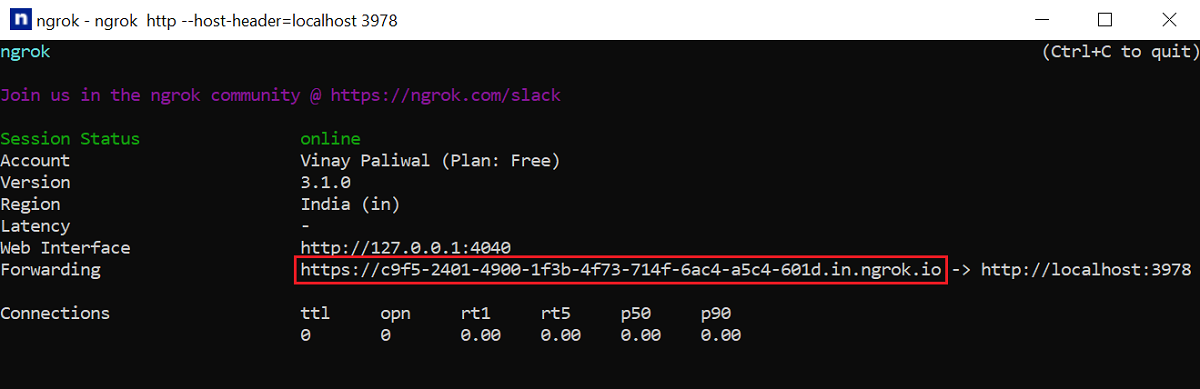 ngrok - ngrok  http --host-header=localhost 3978
ngrok (Ctrl+C to quit)
Join us in the ngrok community @ https://ngrok.com/slack
Session Status online
Account Vinay Paliwal (Plan: Free)
Version 3.1.0
Region India (in)
Latency -
Web Interface http://127.0.0.1:4040
Forwarding https://c9f5-2401-4900-1f3b-4f73-714f-6ac4-a5c4-601d.in.ngrok.io -> http://localhost:3978
Connections ttl opn rt1 rt5 p50 p90
0 0 0.00 0.00 0.00 0.00